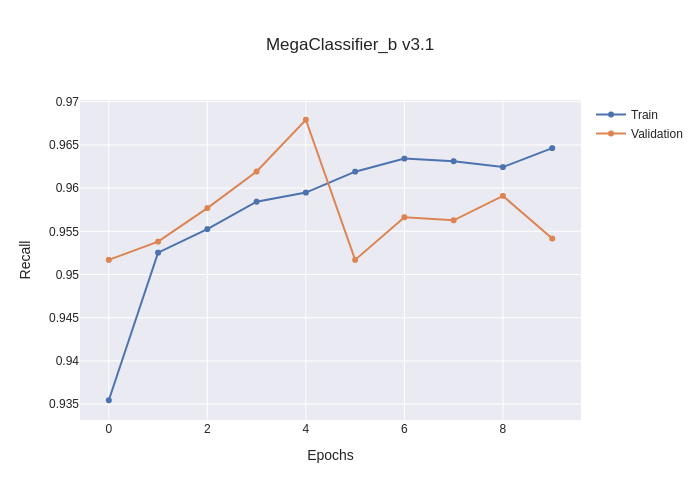 MegaClassifier_b v3.1
0.97
0.965
0.96
0.955
0.95
0.945
0.94
0.935
Recall
0 2 4 6 8
Epochs
Train
Validation